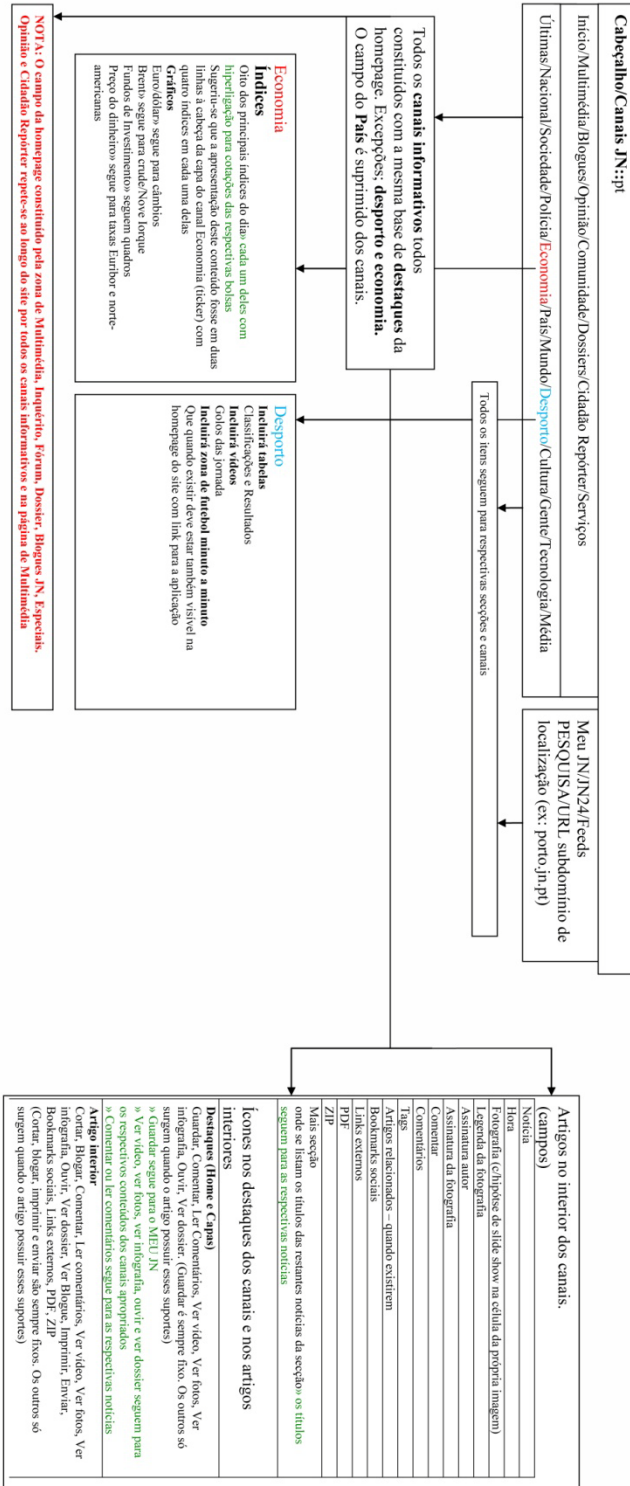 Cabeçalho/Canais JN::pt
Início/Multimédia/Blogues/Opinião/Comunidade/Dossiers/Cidadão Repórter/Serviços
Últimas/Nacional/Sociedade/Polícia/Economia/País/Mundo/Desporto/Cultura/Gente/Tecnologia/Média
Meu JN/JN24/Feeds
PESQUISA/URL subdomínio de
localização (ex: porto.jn.pt)
Todos os itens seguem para respectivas secções e canais
Todos os canais informativos todos
constituídos com a mesma base de destaques da
homepage. Excepções; desporto e economia.
O campo do País é suprimido dos canais.
Economia
Índices
Oito dos principais índices do dia» cada um deles com
hiperligação para cotações das respectivas bolsas
Sugeriu-se que a apresentação deste conteúdo fosse em duas
linhas à cabeça da capa do canal Economia (ticker) com
quatro índices em cada uma delas
Gráficos
Euro/dólar» segue para câmbios
Brent» segue para crude/Nove Iorque
Fundos de Investimento» seguem quadros
Preço do dinheiro» segue para taxas Euribor e norte-
americanas
Desporto
Incluirá tabelas
Classificações e Resultados
Incluirá vídeos
Golos das jornada
Incluirá zona de futebol minuto a minuto
Que quando existir deve estar também visível na
homepage do site com link para a aplicação
NOTA: O campo da homepage constituído pela zona de Multimédia, Inquérito, Fórum, Dossier, Blogues JN, Especiais,
Opinião e Cidadão Repórter repete-se ao longo do site por todos os canais informativos e na página de Multimédia
Artigos no interior dos canais.
(campos)
Notícia
Hora
Fotografia (c/hipótse de slide show na célula da própria imagem)
Legenda da fotografia
Assinatura autor
Assinatura da fotografia
Comentar
Comentários
Tags
Artigos relacionados – quando existirem
Bookmarks sociais
Links externos
PDF
ZIP
Mais secção
onde se listam os títulos das restantes notícias da secção» os títulos
seguem para as respectivas notícias
Ícones nos destaques dos canais e nos artigos
interiores
Destaques (Home e Capas)
Guardar, Comentar, Ler Comentários, Ver vídeo, Ver fotos, Ver
infografia, Ouvir, Ver dossier. (Guardar é sempre fixo. Os outros só
surgem quando o artigo possuir esses suportes)
» Guardar segue para o MEU JN
» Ver vídeo, ver fotos, ver infografia, ouvir e ver dossier seguem para
os respectivos conteúdos dos canais apropriados
» Comentar ou ler comentários segue para as respectivas notícias
Artigo interior
Cortar, Blogar, Comentar, Ler comentários, Ver vídeo, Ver fotos, Ver
infografia, Ouvir, Ver dossier, Ver Blogue, Imprimir, Enviar,
Bookmarks sociais, Links externos, PDF, ZIP
(Cortar, blogar, imprimir e enviar são sempre fixos. Os outros só
surgem quando o artigo possuir esses suportes)